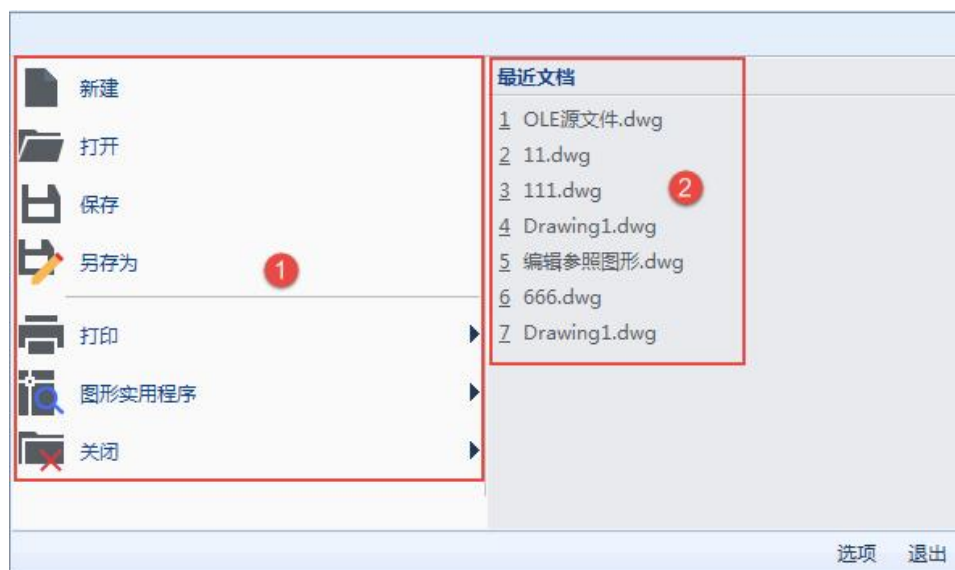 新建
打开
保存
另存为
1
打印
图形实用程序
关闭
最近文档
1 OLE源文件.dwg
2 11.dwg
3 111.dwg
2
4 Drawing1.dwg
5 编辑参照图形.dwg
6 666.dwg
7 Drawing1.dwg
选项 退出